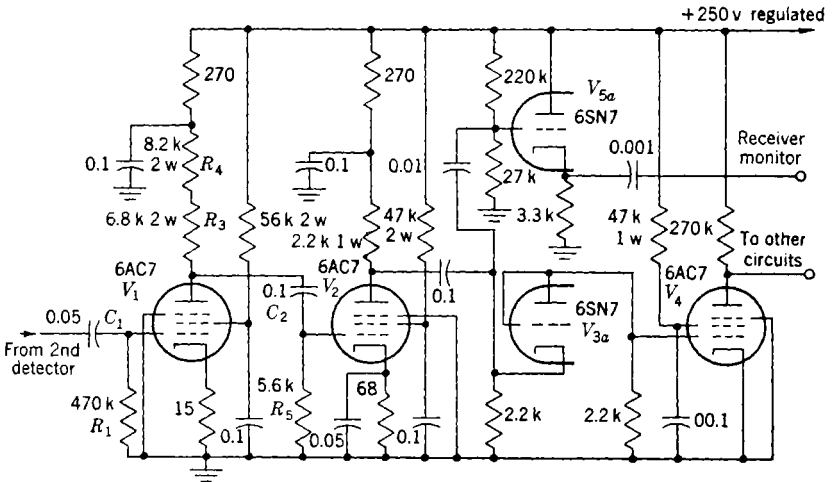 +250 v regulated
270
270
220 k
V5a
6SN7
0.001
Receiver
monitor
0.1
8.2 k
2 w
R4
0.1
0.01
27 k
6.8 k 2 w
R3
56 k 2 w
2.2 k 1 w
47 k
2 w
3.3 k
47 k
1 w
270 k
To other
circuits
6AC7
V1
0.1
C2
6AC7
V2
0.1
6SN7
V3a
6AC7
V4
0.05
C1
From 2nd
detector
470 k
R1
15
0.1
5.6 k
R5
0.05
68
0.1
2.2 k
2.2 k
00.1